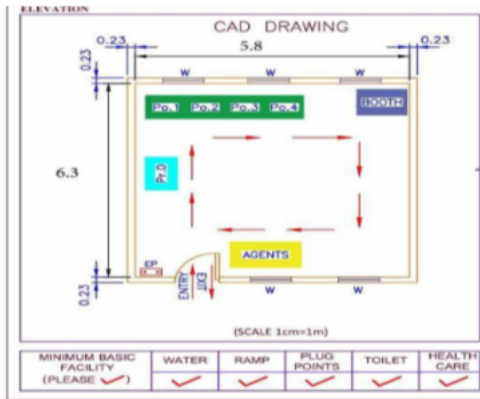 ELEVATION
CAD DRAWING
0.23 5.8 0.23
0.23
W W W
Po.1 Po.2 Po.3 Po.4
BOOTH
6.3
Pr.O
AGENTS
EP
ENTRY
EXIT
0.23
W W
(SCALE 1cm=1m)
MINIMUM BASIC FACILITY (PLEASE ✓)
WATER
RAMP
PLUG POINTS
TOILET
HEALTH CARE
✓ ✓ ✓ ✓ ✓